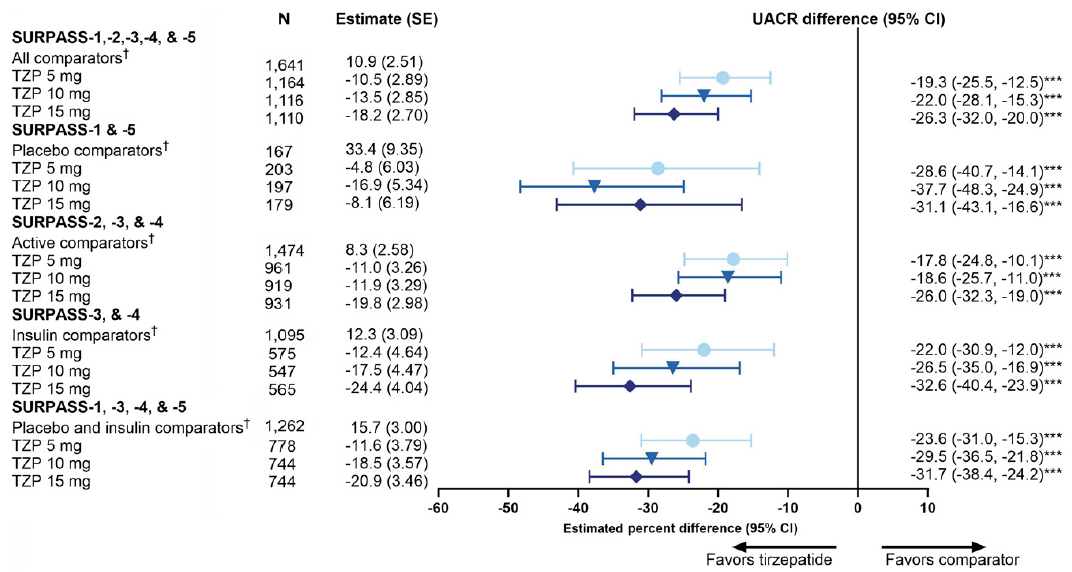 N Estimate (SE) UACR difference (95% CI)
SURPASS-1,-2,-3,-4, & -5
All comparators† 1,641 10.9 (2.51)
TZP 5 mg 1,164 -10.5 (2.89) -19.3 (-25.5, -12.5)***
TZP 10 mg 1,116 -13.5 (2.85) -22.0 (-28.1, -15.3)***
TZP 15 mg 1,110 -18.2 (2.70) -26.3 (-32.0, -20.0)***
SURPASS-1 & -5
Placebo comparators† 167 33.4 (9.35)
TZP 5 mg 203 -4.8 (6.03) -28.6 (-40.7, -14.1)***
TZP 10 mg 197 -16.9 (5.34) -37.7 (-48.3, -24.9)***
TZP 15 mg 179 -8.1 (6.19) -31.1 (-43.1, -16.6)***
SURPASS-2, -3, & -4
Active comparators† 1,474 8.3 (2.58)
TZP 5 mg 961 -11.0 (3.26) -17.8 (-24.8, -10.1)***
TZP 10 mg 919 -11.9 (3.29) -18.6 (-25.7, -11.0)***
TZP 15 mg 931 -19.8 (2.98) -26.0 (-32.3, -19.0)***
SURPASS-3, & -4
Insulin comparators† 1,095 12.3 (3.09)
TZP 5 mg 575 -12.4 (4.64) -22.0 (-30.9, -12.0)***
TZP 10 mg 547 -17.5 (4.47) -26.5 (-35.0, -16.9)***
TZP 15 mg 565 -24.4 (4.04) -32.6 (-40.4, -23.9)***
SURPASS-1, -3, -4, & -5
Placebo and insulin comparators† 1,262 15.7 (3.00)
TZP 5 mg 778 -11.6 (3.79) -23.6 (-31.0, -15.3)***
TZP 10 mg 744 -18.5 (3.57) -29.5 (-36.5, -21.8)***
TZP 15 mg 744 -20.9 (3.46) -31.7 (-38.4, -24.2)***
-60 -50 -40 -30 -20 -10 0 10
Estimated percent difference (95% CI)
Favors tirzepatide Favors comparator